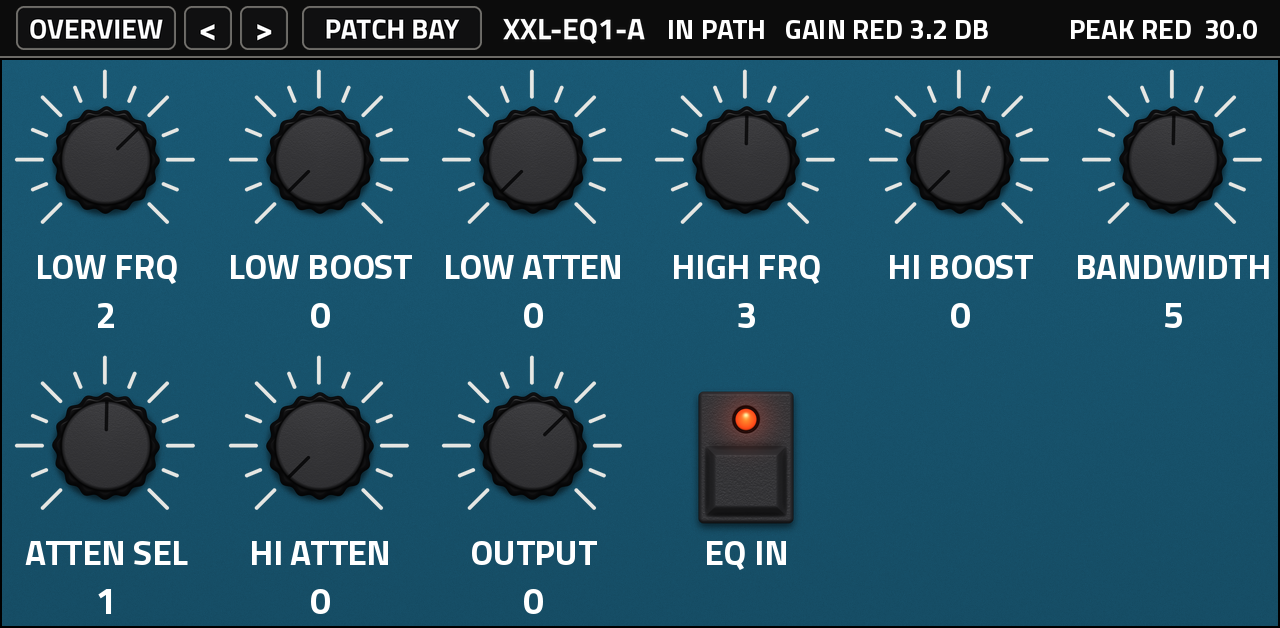 OVERVIEW < > PATCH BAY XXL-EQ1-A IN PATH GAIN RED 3.2 DB PEAK RED 30.0
LOW FRQ LOW BOOST LOW ATTEN HIGH FRQ HI BOOST BANDWIDTH
2 0 0 3 0 5
ATTEN SEL HI ATTEN OUTPUT EQ IN
1 0 0